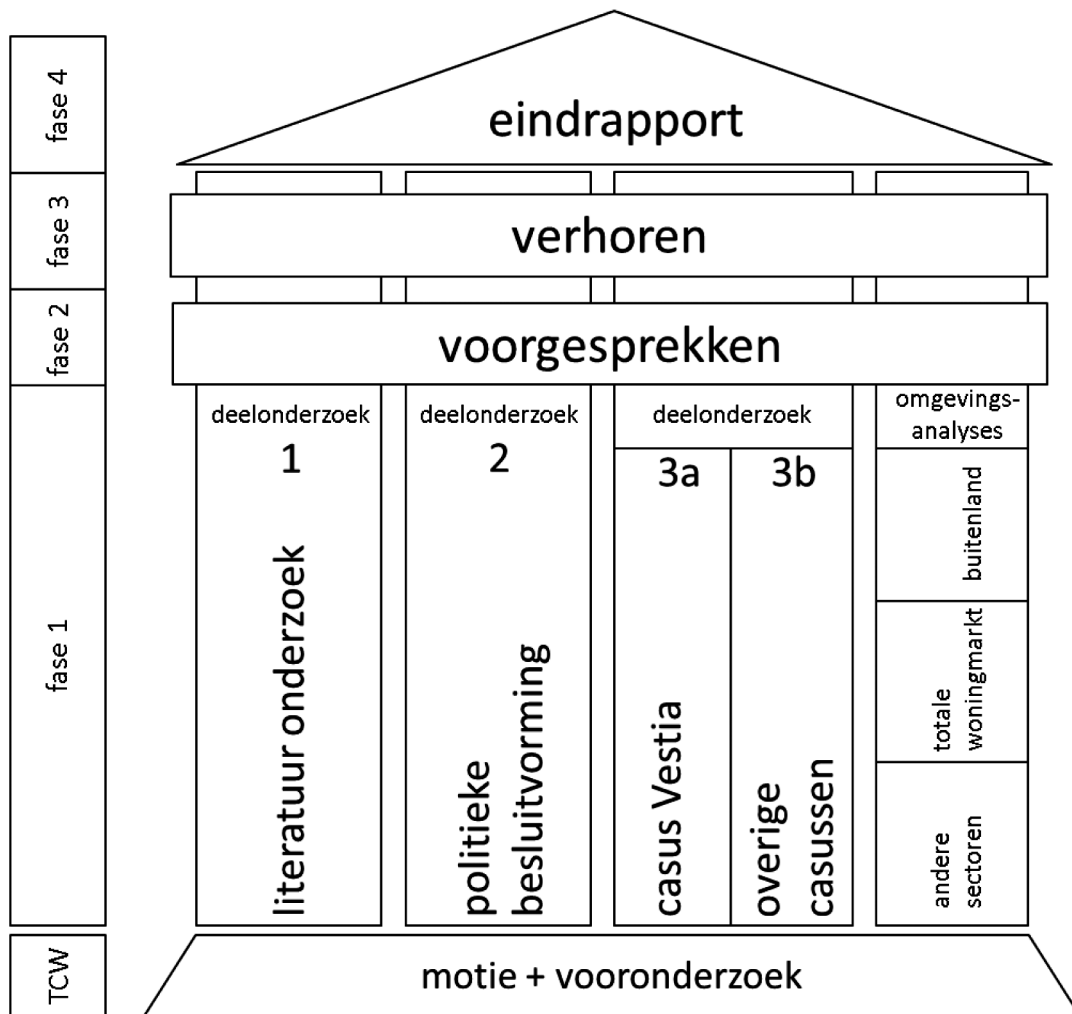 fase 4
eindrapport
fase 3
verhoren
fase 2
voorgesprekken
fase 1
deelonderzoek
1
literatuur onderzoek
deelonderzoek
2
politieke
besluitvorming
deelonderzoek
3a
casus Vestia
3b
overige
casussen
omgevings-
analyses
buitenland
totale
woningmarkt
andere
sectoren
TCW
motie + vooronderzoek